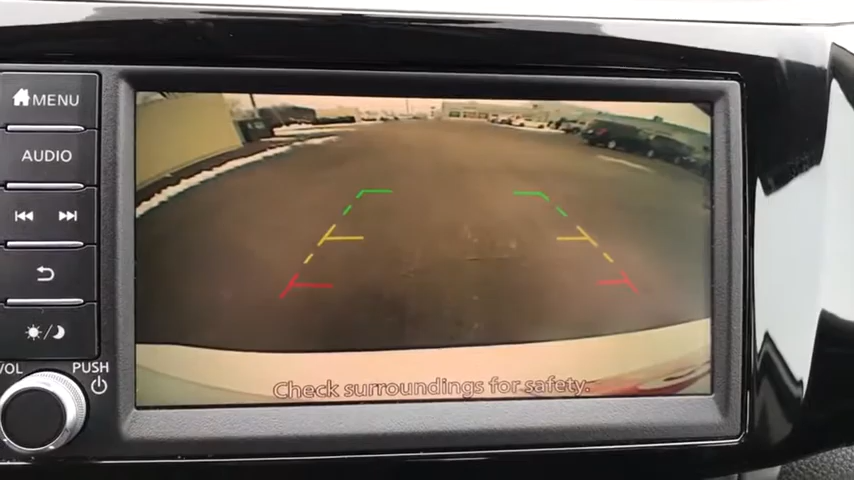 MENU
AUDIO
VOL
PUSH
Check surroundings for safety.